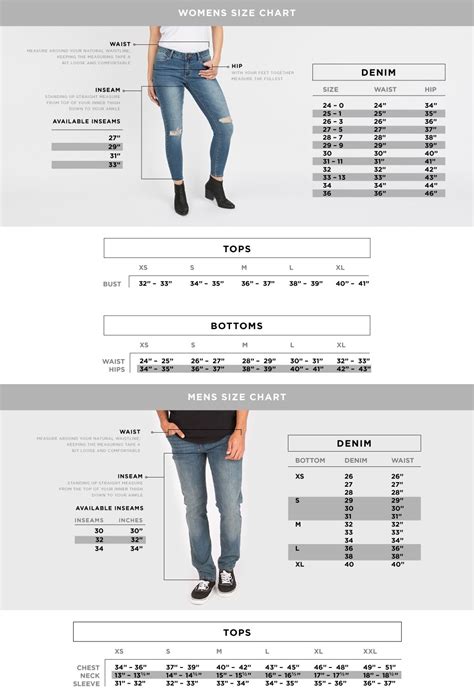 WOMENS SIZE CHART
WAIST
MEASURE AROUND YOUR NATURAL WAISTLINE,
KEEPING THE MEASURING TAPE A
BIT LOOSE AND COMFORTABLE
HIP
WITH YOUR FEET TOGETHER
MEASURE THE FULLEST
INSEAM
STANDING UP STRAIGHT MEASURE
FROM TOP OF YOUR INNER THIGH
DOWN TO YOUR ANKLE
AVAILABLE INSEAMS
27"
29"
31"
33"
DENIM
SIZE WAIST HIP
24 – 0 24" 34"
25 – 1 25" 35"
26 – 3 26" 36"
27 – 5 27" 37"
28 – 7 28" 38"
29 – 9 29" 39"
30 30" 40"
31 – 11 31" 41"
32 32" 42"
33 – 13 33" 43"
34 34" 44"
36 36" 46"
TOPS
XS S M L XL
BUST 32" – 33" 34" – 35" 36" – 37" 38" – 39" 40" – 41"
BOTTOMS
XS S M L XL
WAIST 24" – 25" 26" – 27" 28" – 29" 30" – 31" 32" – 33"
HIPS 34" – 35" 36" – 37" 38" – 39" 40" – 41" 42" – 43"
MENS SIZE CHART
WAIST
MEASURE AROUND YOUR NATURAL WAISTLINE,
KEEPING THE MEASURING TAPE A
BIT LOOSE AND COMFORTABLE
INSEAM
STANDING UP STRAIGHT MEASURE
FROM THE TOP OF YOUR INNER THIGH
DOWN TO YOUR ANKLE
AVAILABLE INSEAMS
INSEAMS INCHES
30 30"
32 32"
34 34"
DENIM
BOTTOM DENIM WAIST
XS 26 26"
27 27"
28 28"
S 29 29"
30 30"
31 31"
M 32 32"
33 33"
34 34"
L 36 36"
38 38"
XL 40 40"
TOPS
XS S M L XL XXL
CHEST 34" – 36" 37" – 39" 40" – 42" 43" – 45" 46" – 48" 49" – 51"
NECK 13" – 13½" 14" – 14½" 15" – 15½" 16" – 16½" 17" – 17½" 18" – 18½"
SLEEVE 31" – 32" 32" – 33" 33" – 34" 34" – 35" 35" – 36" 36" – 37"